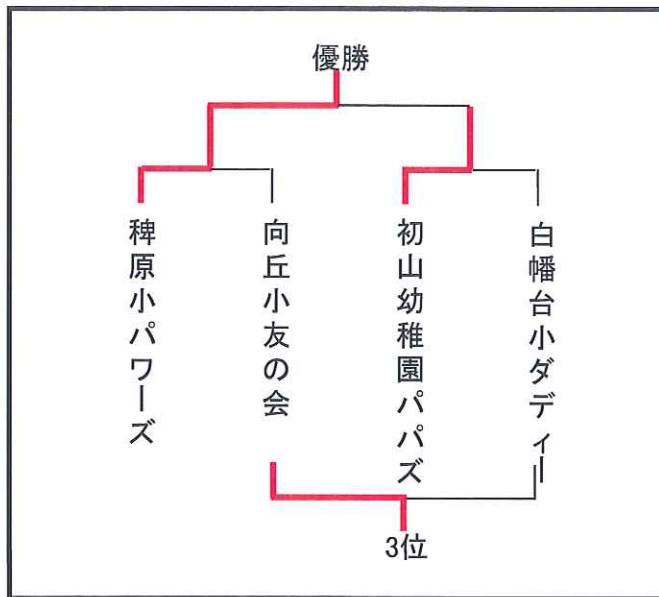 優勝
稗原小パワーズ
向丘小友の会
初山幼稚園パパズ
白幡台小ダディー
3位